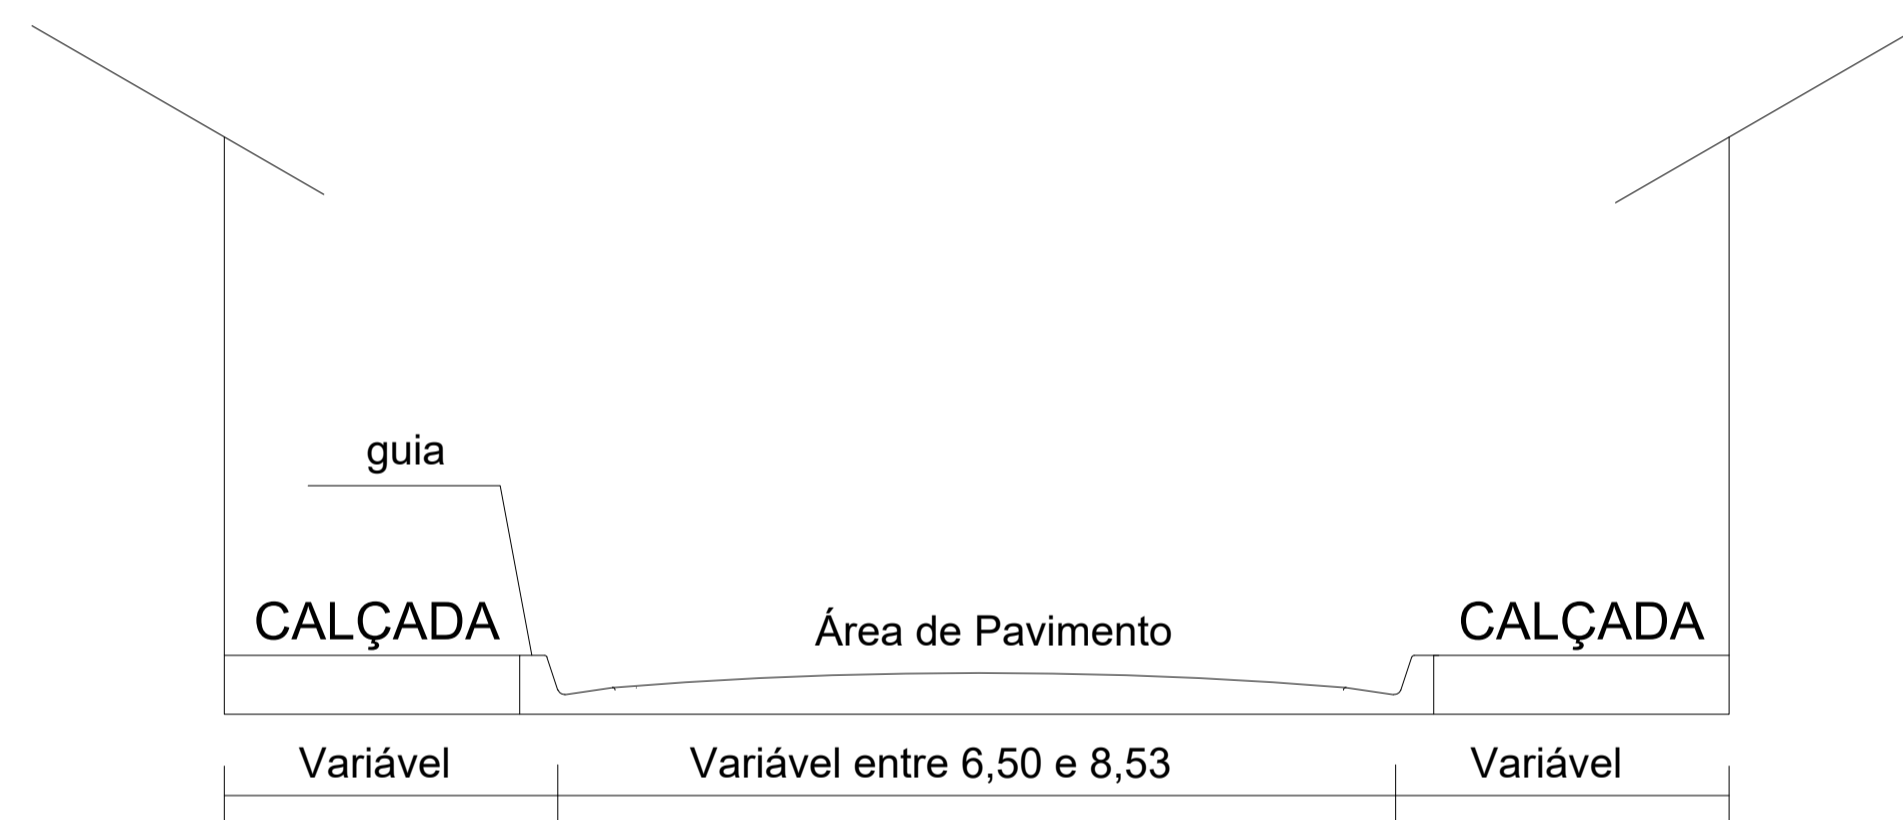 guia
CALÇADA
Área de Pavimento
CALÇADA
Variável
Variável entre 6,50 e 8,53
Variável